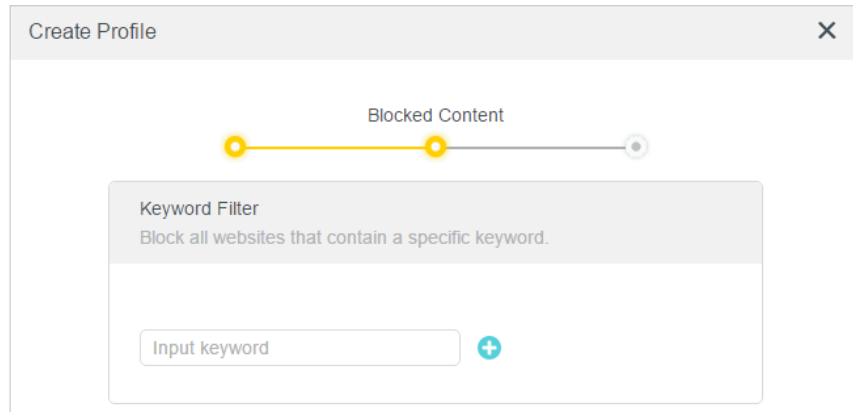 Create Profile
Blocked Content
Keyword Filter
Block all websites that contain a specific keyword.
Input keyword